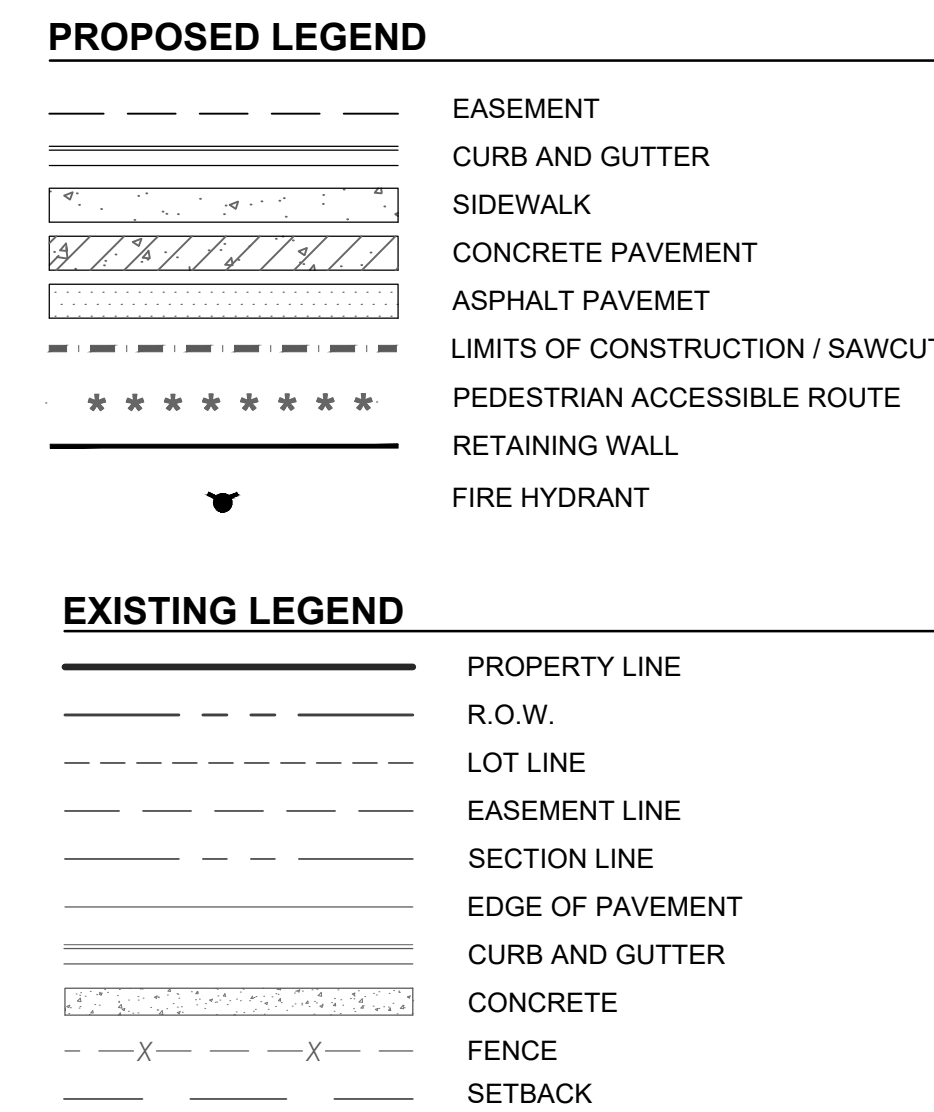 PROPOSED LEGEND
EASEMENT
CURB AND GUTTER
SIDEWALK
CONCRETE PAVEMENT
ASPHALT PAVEMET
LIMITS OF CONSTRUCTION / SAWCUT
PEDESTRIAN ACCESSIBLE ROUTE
RETAINING WALL
FIRE HYDRANT
EXISTING LEGEND
PROPERTY LINE
R.O.W.
LOT LINE
EASEMENT LINE
SECTION LINE
EDGE OF PAVEMENT
CURB AND GUTTER
CONCRETE
X X FENCE
SETBACK